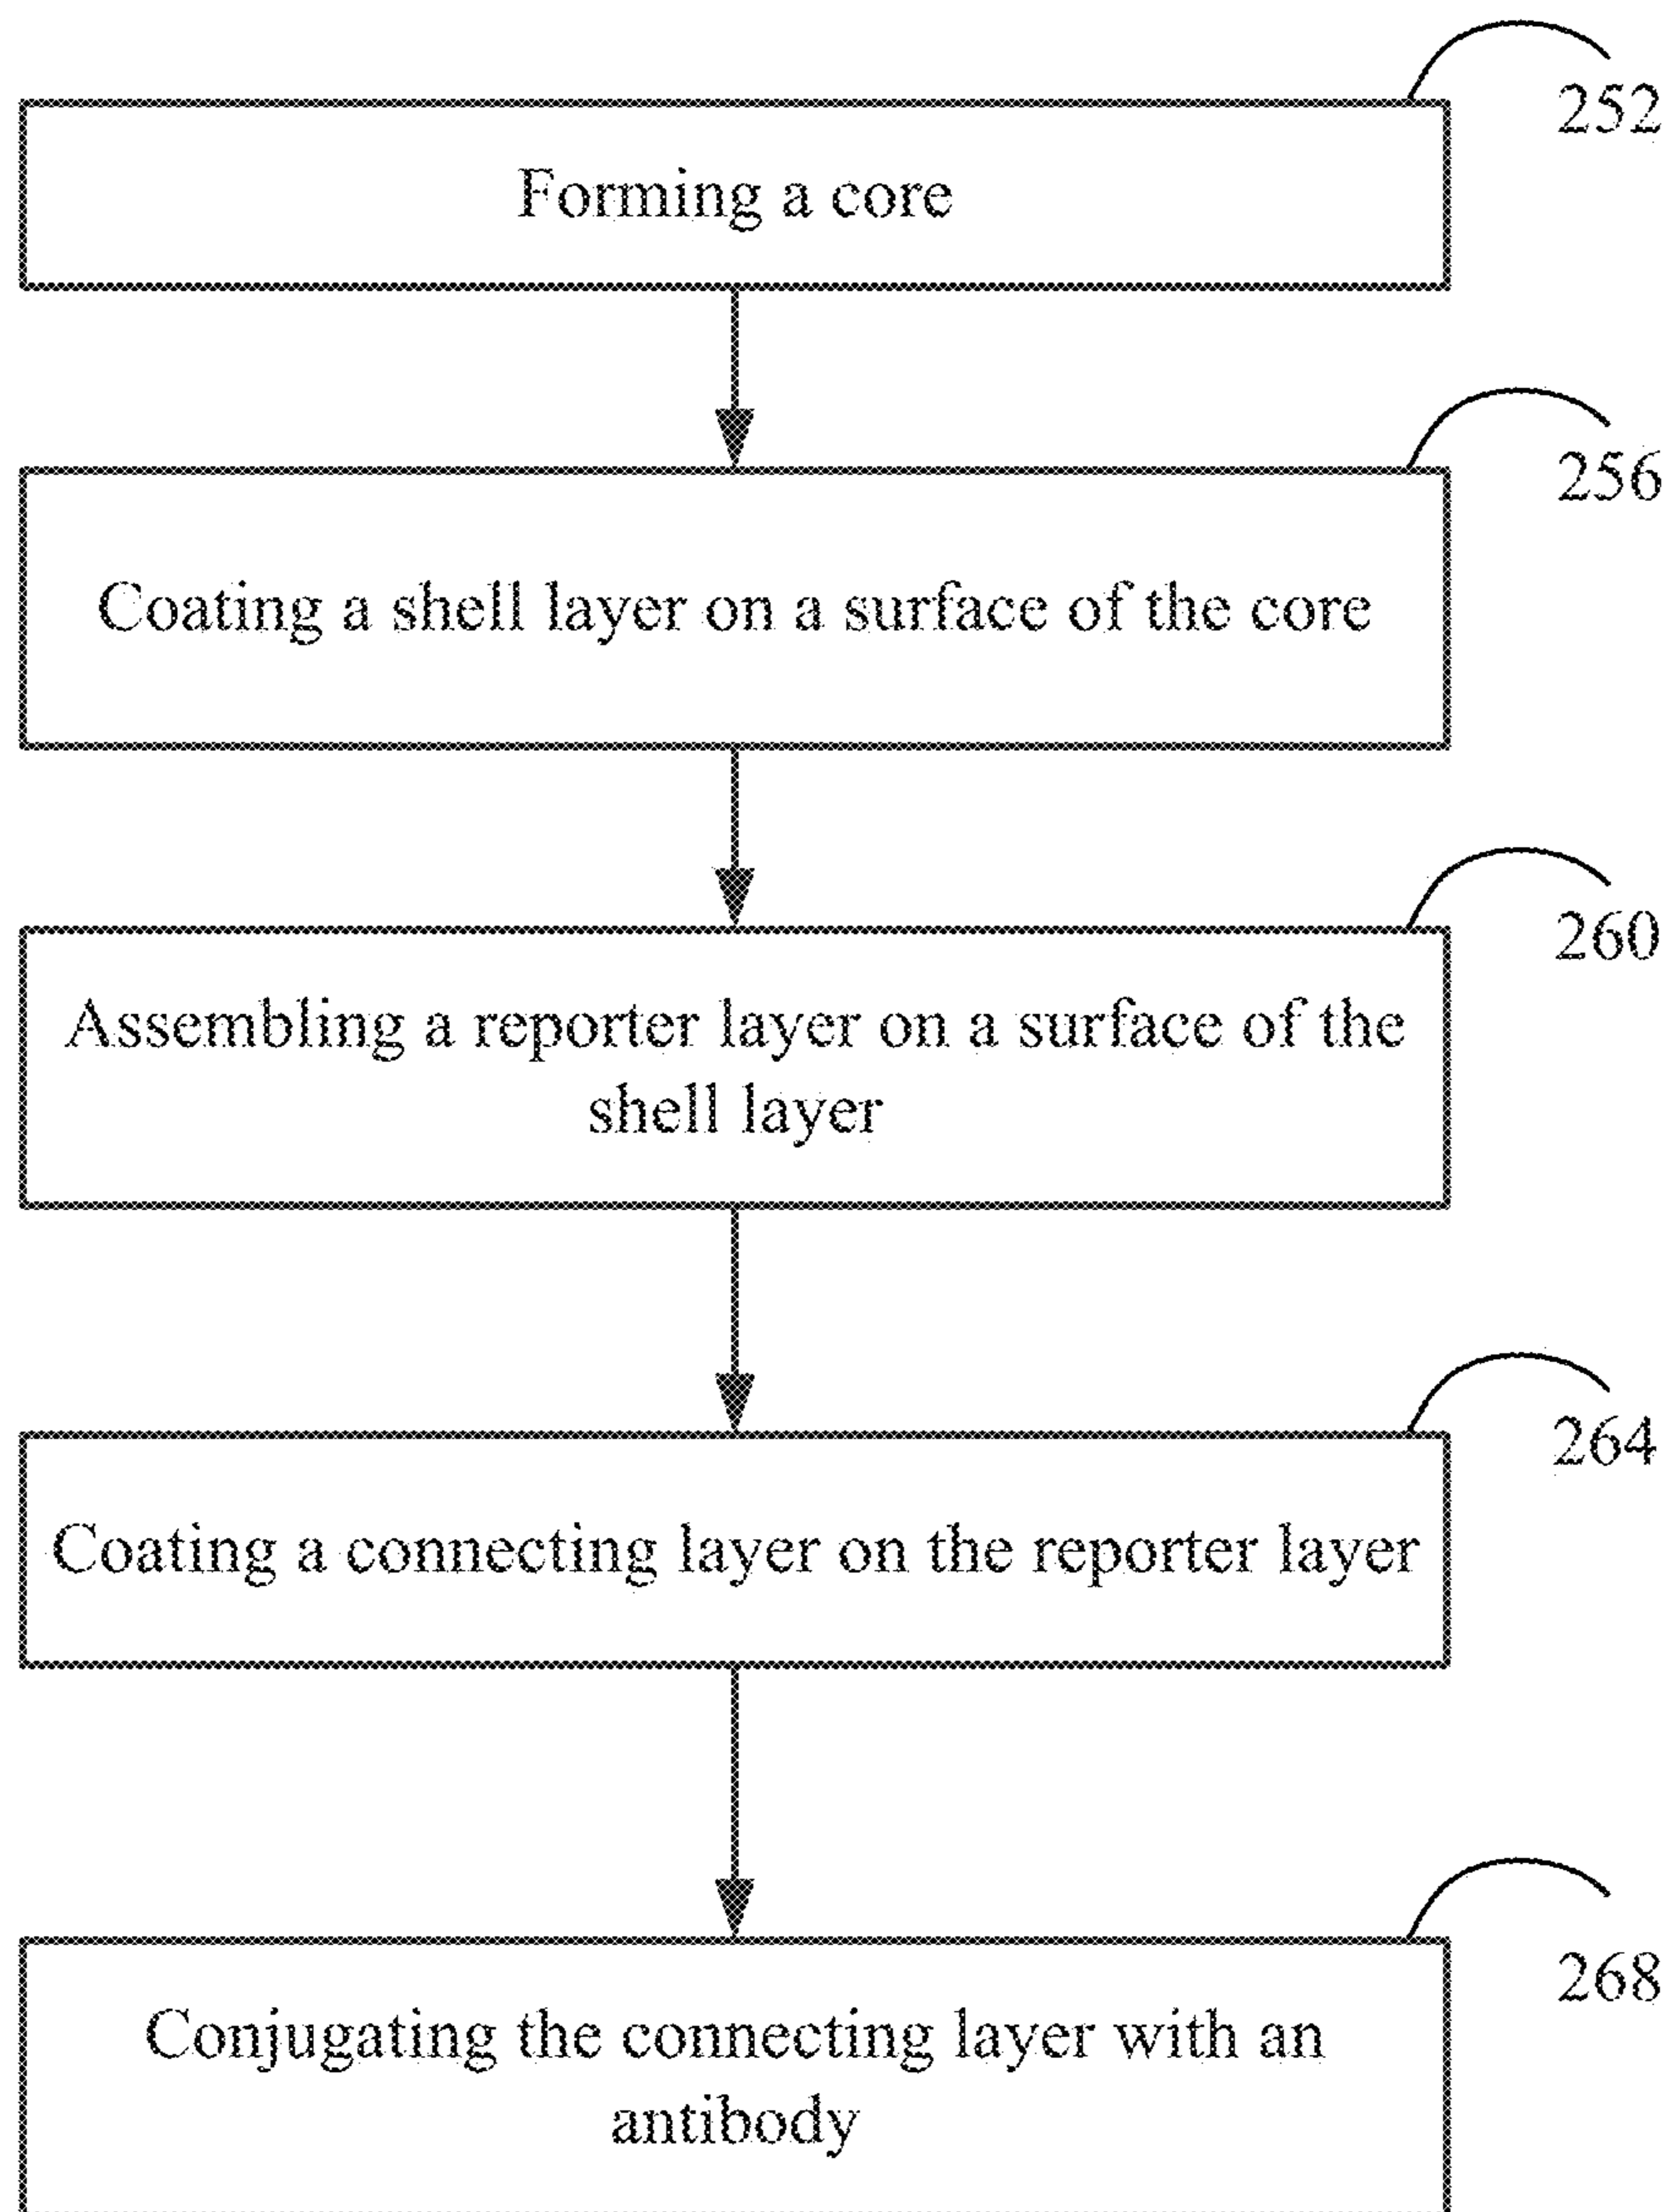 252
Forming a core
256
Coating a shell layer on a surface of the core
260
Assembling a reporter layer on a surface of the
shell layer
264
Coating a connecting layer on the reporter layer
268
Conjugating the connecting layer with an
antibody